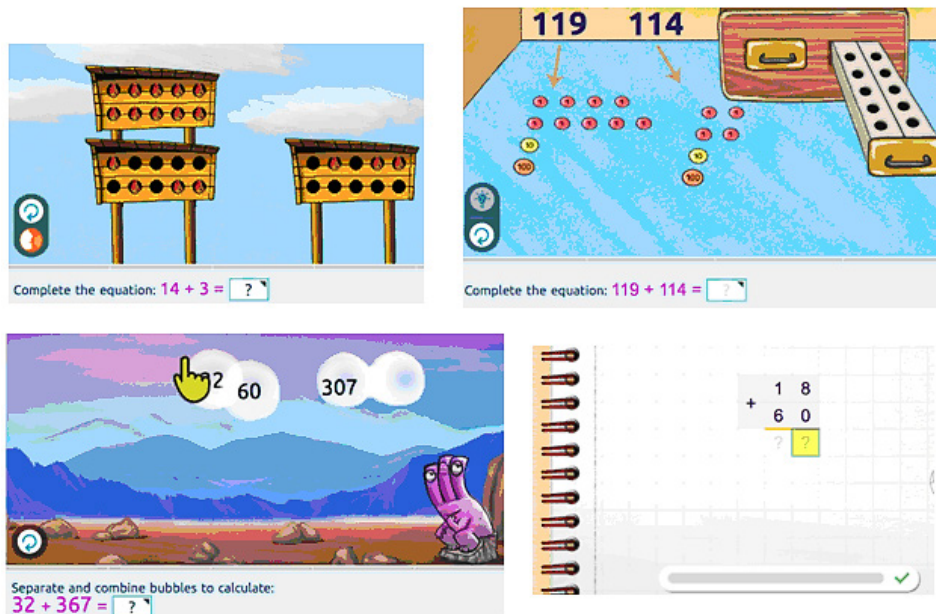 Complete the equation: 14 + 3 = ?
119 114
1 1 1 1 1 1
1 1 1 1 1 1 1
10 10
100 100
Complete the equation: 119 + 114 = ?
60 307
Separate and combine bubbles to calculate:
32 + 367 = ?
1 8
+
6 0
? ?